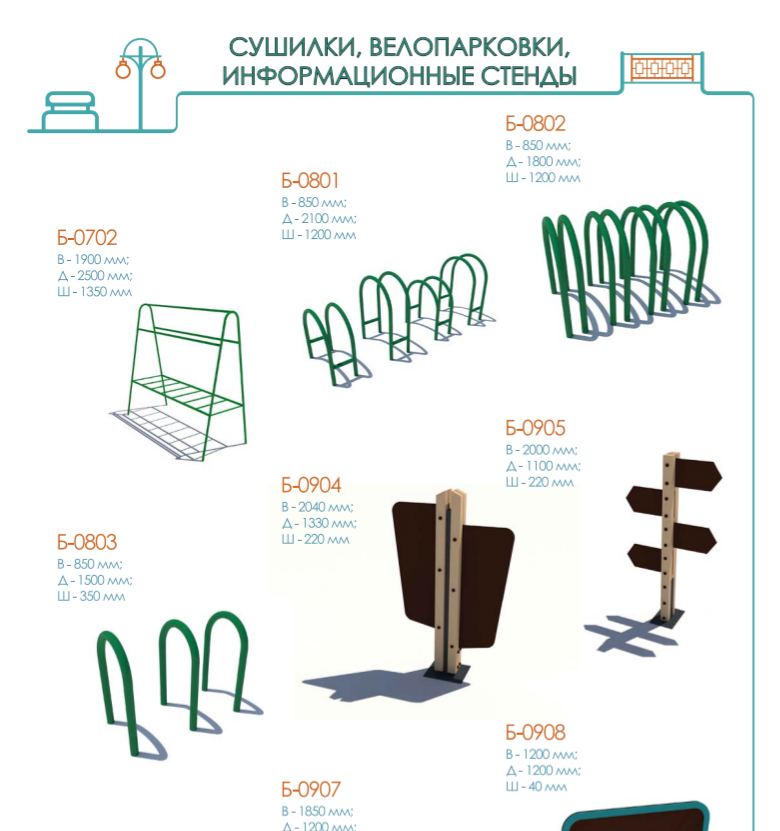 СУШИЛКИ, ВЕЛОПАРКОВКИ,
ИНФОРМАЦИОННЫЕ СТЕНДЫ
Б-0802
В - 850 мм;
Д - 1800 мм;
Ш - 1200 мм
Б-0801
В - 850 мм;
Д - 2100 мм;
Ш - 1200 мм
Б-0702
В - 1900 мм;
Д - 2500 мм;
Ш - 1350 мм
Б-0905
В - 2000 мм;
Д - 1100 мм;
Ш - 220 мм
Б-0904
В - 2040 мм;
Д - 1330 мм;
Ш - 220 мм
Б-0803
В - 850 мм;
Д - 1500 мм;
Ш - 350 мм
Б-0908
В - 1200 мм;
Д - 1200 мм;
Ш - 40 мм
Б-0907
В - 1850 мм;
Д - 1200 мм;